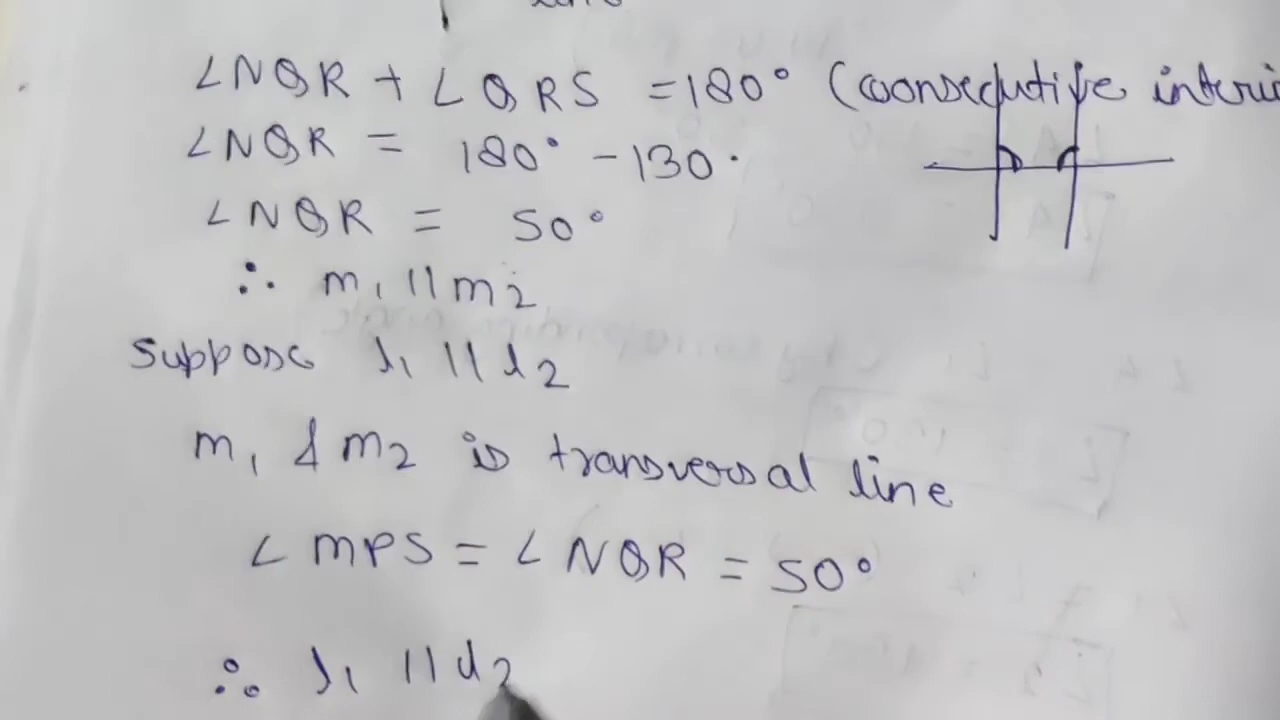 ∠NQR + ∠QRS = 180° (consecutive interi
∠NQR = 180° - 130.
∠NQR = 50°
∴ m1 || m2
Suppose l1 || l2
m1 & m2 is transversal line
∠MPS = ∠NQR = 50°
∴ l1 || l2